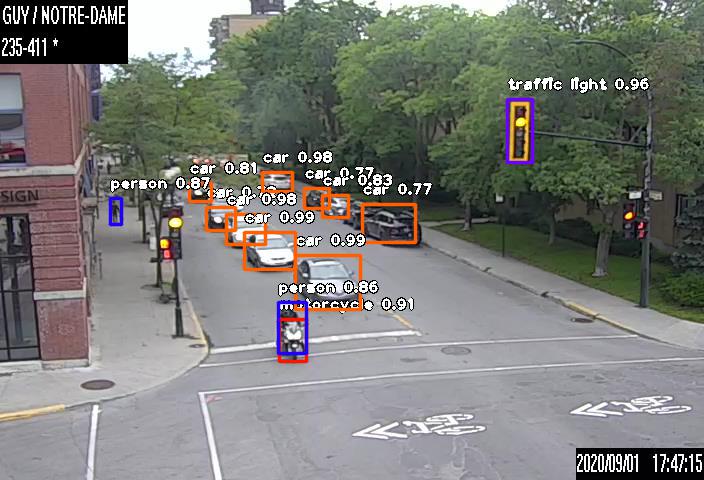 GUY / NOTRE-DAME
235-411 *
traffic light 0.96
car 0.98
car 0.81
car 0.77
person 0.87
car 0.83
car 0.77
car 0.98
car 0.99
car 0.99
SIGN
person 0.86
motorcycle 0.91
2020/09/01 17:47:15